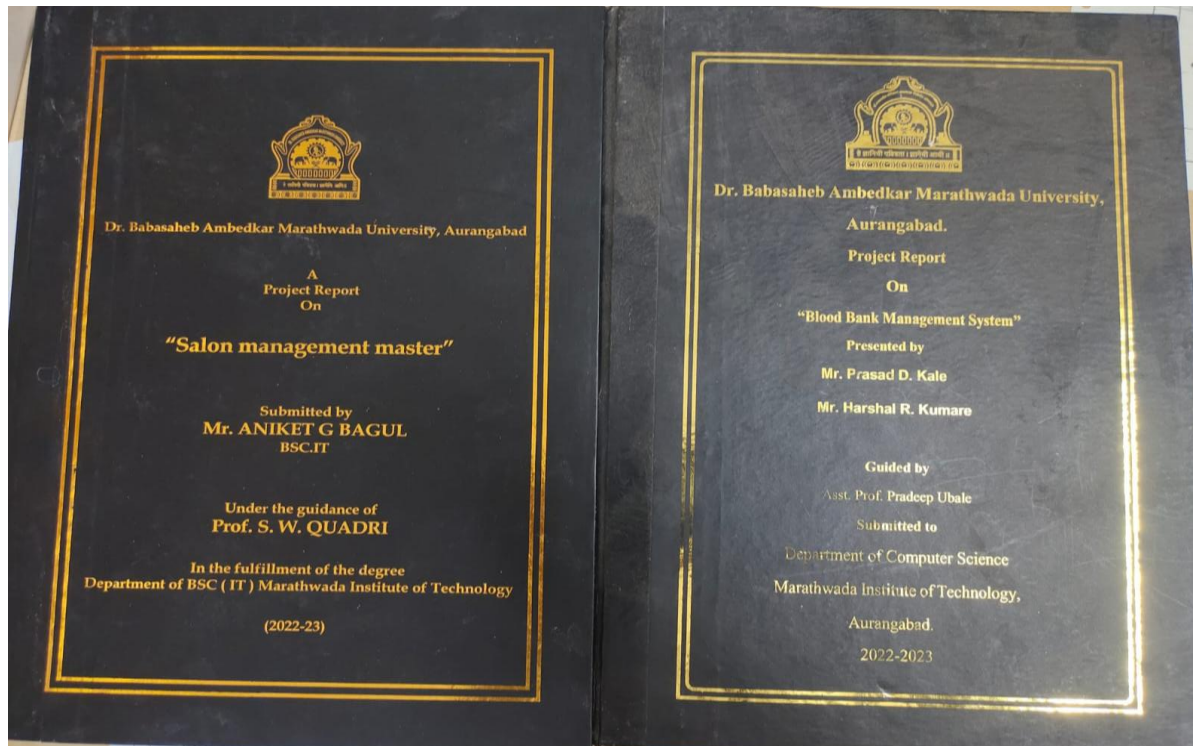 Dr. Babasaheb Ambedkar Marathwada University, Aurangabad
A
Project Report
On
“Salon management master”
Submitted by
Mr. ANIKET G BAGUL
BSC.IT
Under the guidance of
Prof. S. W. QUADRI
In the fulfillment of the degree
Department of BSC ( IT ) Marathwada Institute of Technology
(2022-23)
Dr. Babasaheb Ambedkar Marathwada University,
Aurangabad.
Project Report
On
“Blood Bank Management System”
Presented by
Mr. Prasad D. Kale
Mr. Harshal R. Kumare
Guided by
Asst. Prof. Pradeep Ubale
Submitted to
Department of Computer Science
Marathwada Institute of Technology,
Aurangabad.
2022-2023